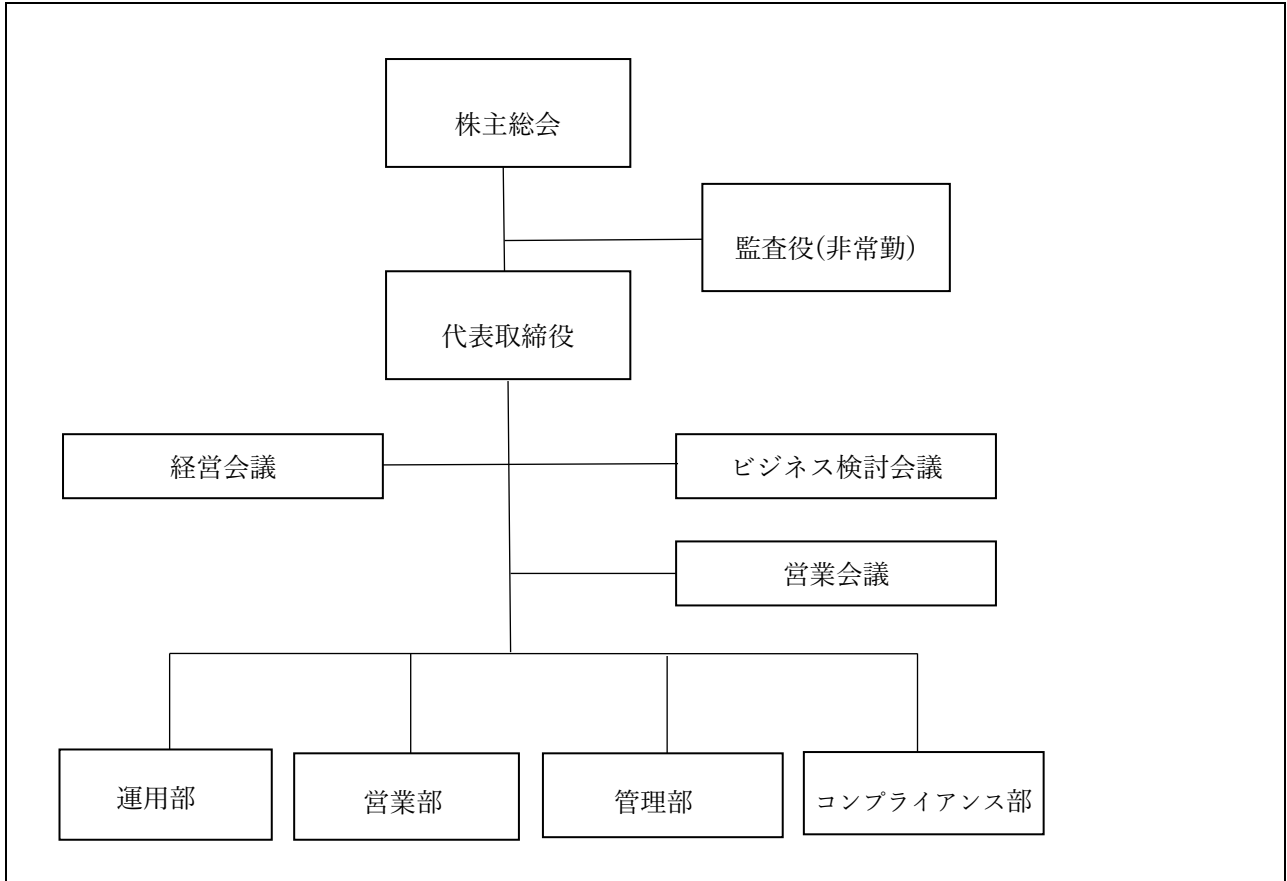 株主総会
監査役(非常勤)
代表取締役
経営会議
ビジネス検討会議
営業会議
運用部
営業部
管理部
コンプライアンス部